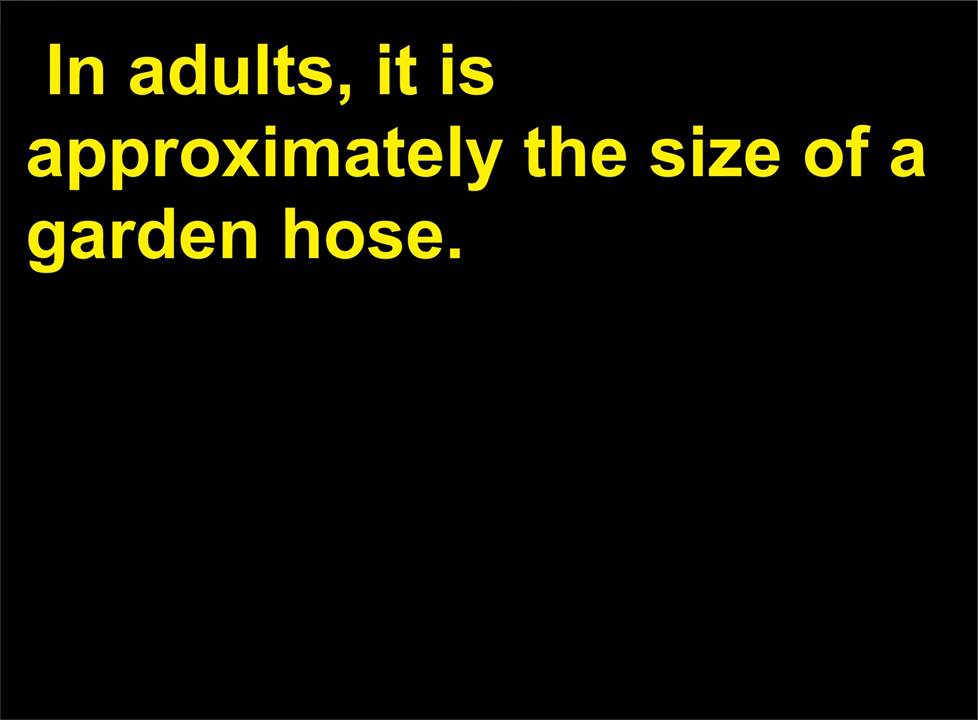 In adults, it is
approximately the size of a
garden hose.